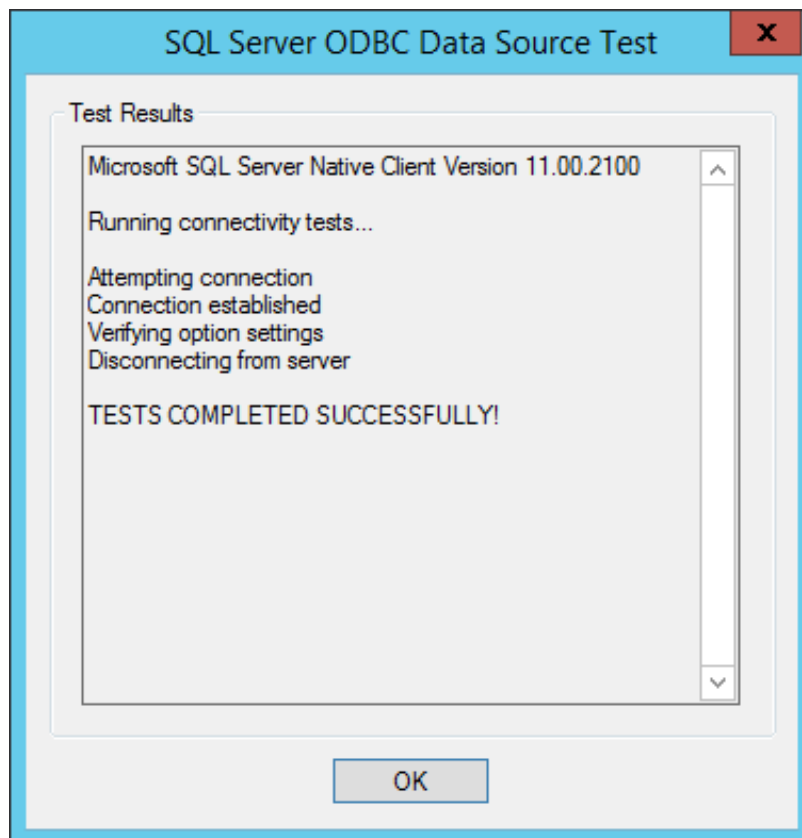 SQL Server ODBC Data Source Test
x
Test Results
Microsoft SQL Server Native Client Version 11.00.2100
Running connectivity tests...
Attempting connection
Connection established
Verifying option settings
Disconnecting from server
TESTS COMPLETED SUCCESSFULLY!
OK